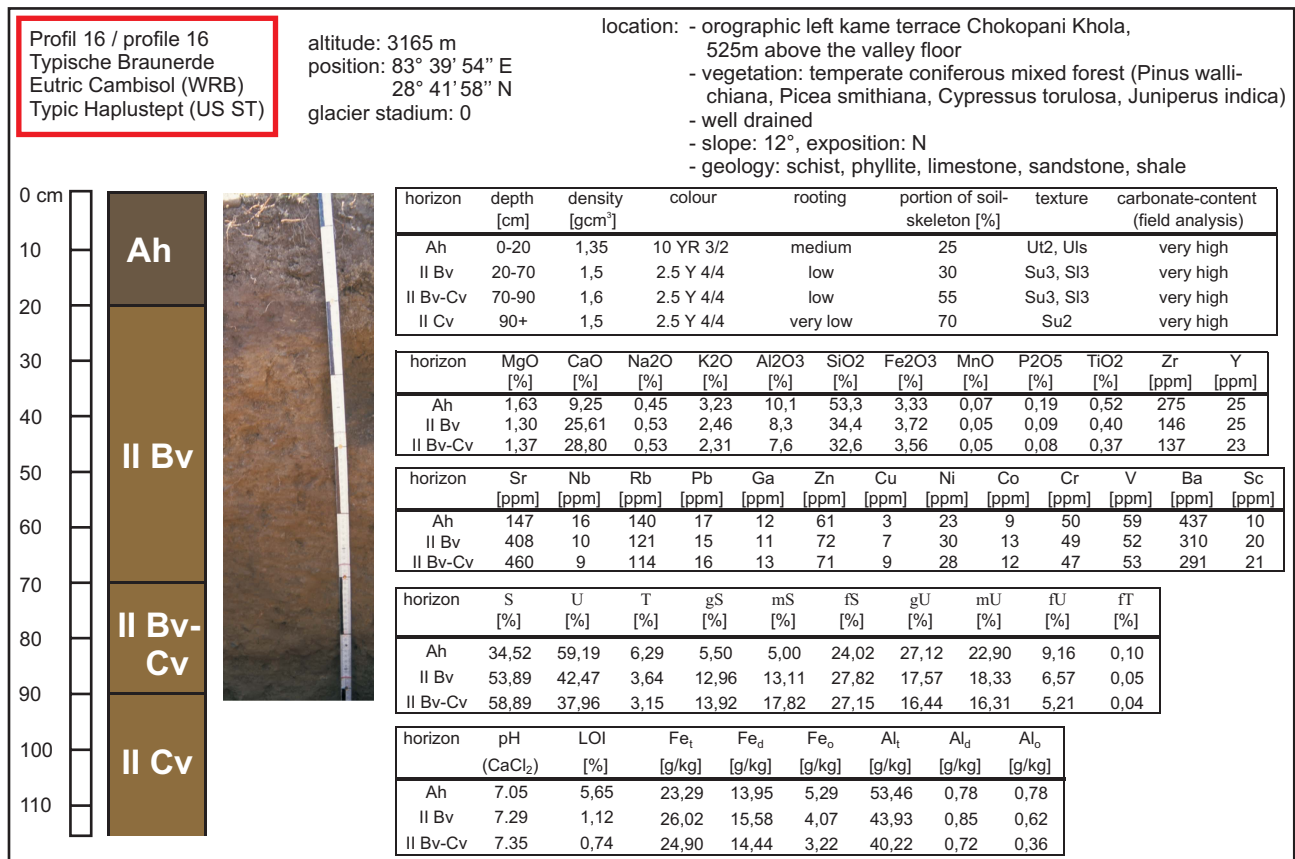 Profil 16 / profile 16
Typische Braunerde
Eutric Cambisol (WRB)
Typic Haplustept (US ST)
altitude: 3165 m
position: 83° 39' 54'' E
28° 41' 58'' N
glacier stadium: 0
location: - orographic left kame terrace Chokopani Khola,
525m above the valley floor
- vegetation: temperate coniferous mixed forest (Pinus walli-
chiana, Picea smithiana, Cypressus torulosa, Juniperus indica)
- well drained
- slope: 12°, exposition: N
- geology: schist, phyllite, limestone, sandstone, shale
0 cm
10
20
30
40
50
60
70
80
90
100
110
Ah
II Bv
II Bv-
Cv
II Cv
horizon depth density colour rooting portion of soil- texture carbonate-content
[cm] [gcm³] skeleton [%] (field analysis)
Ah 0-20 1,35 10 YR 3/2 medium 25 Ut2, Uls very high
II Bv 20-70 1,5 2.5 Y 4/4 low 30 Su3, Sl3 very high
II Bv-Cv 70-90 1,6 2.5 Y 4/4 low 55 Su3, Sl3 very high
II Cv 90+ 1,5 2.5 Y 4/4 very low 70 Su2 very high
horizon MgO CaO Na2O K2O Al2O3 SiO2 Fe2O3 MnO P2O5 TiO2 Zr Y
[%] [%] [%] [%] [%] [%] [%] [%] [%] [%] [ppm] [ppm]
Ah 1,63 9,25 0,45 3,23 10,1 53,3 3,33 0,07 0,19 0,52 275 25
II Bv 1,30 25,61 0,53 2,46 8,3 34,4 3,72 0,05 0,09 0,40 146 25
II Bv-Cv 1,37 28,80 0,53 2,31 7,6 32,6 3,56 0,05 0,08 0,37 137 23
horizon Sr Nb Rb Pb Ga Zn Cu Ni Co Cr V Ba Sc
[ppm] [ppm] [ppm] [ppm] [ppm] [ppm] [ppm] [ppm] [ppm] [ppm] [ppm] [ppm] [ppm]
Ah 147 16 140 17 12 61 3 23 9 50 59 437 10
II Bv 408 10 121 15 11 72 7 30 13 49 52 310 20
II Bv-Cv 460 9 114 16 13 71 9 28 12 47 53 291 21
horizon S U T gS mS fS gU mU fU fT
[%] [%] [%] [%] [%] [%] [%] [%] [%] [%]
Ah 34,52 59,19 6,29 5,50 5,00 24,02 27,12 22,90 9,16 0,10
II Bv 53,89 42,47 3,64 12,96 13,11 27,82 17,57 18,33 6,57 0,05
II Bv-Cv 58,89 37,96 3,15 13,92 17,82 27,15 16,44 16,31 5,21 0,04
horizon pH LOI Feₜ Fe_d Feₒ Alₜ Al_d Alₒ
(CaCl₂) [%] [g/kg] [g/kg] [g/kg] [g/kg] [g/kg] [g/kg]
Ah 7.05 5,65 23,29 13,95 5,29 53,46 0,78 0,78
II Bv 7.29 1,12 26,02 15,58 4,07 43,93 0,85 0,62
II Bv-Cv 7.35 0,74 24,90 14,44 3,22 40,22 0,72 0,36